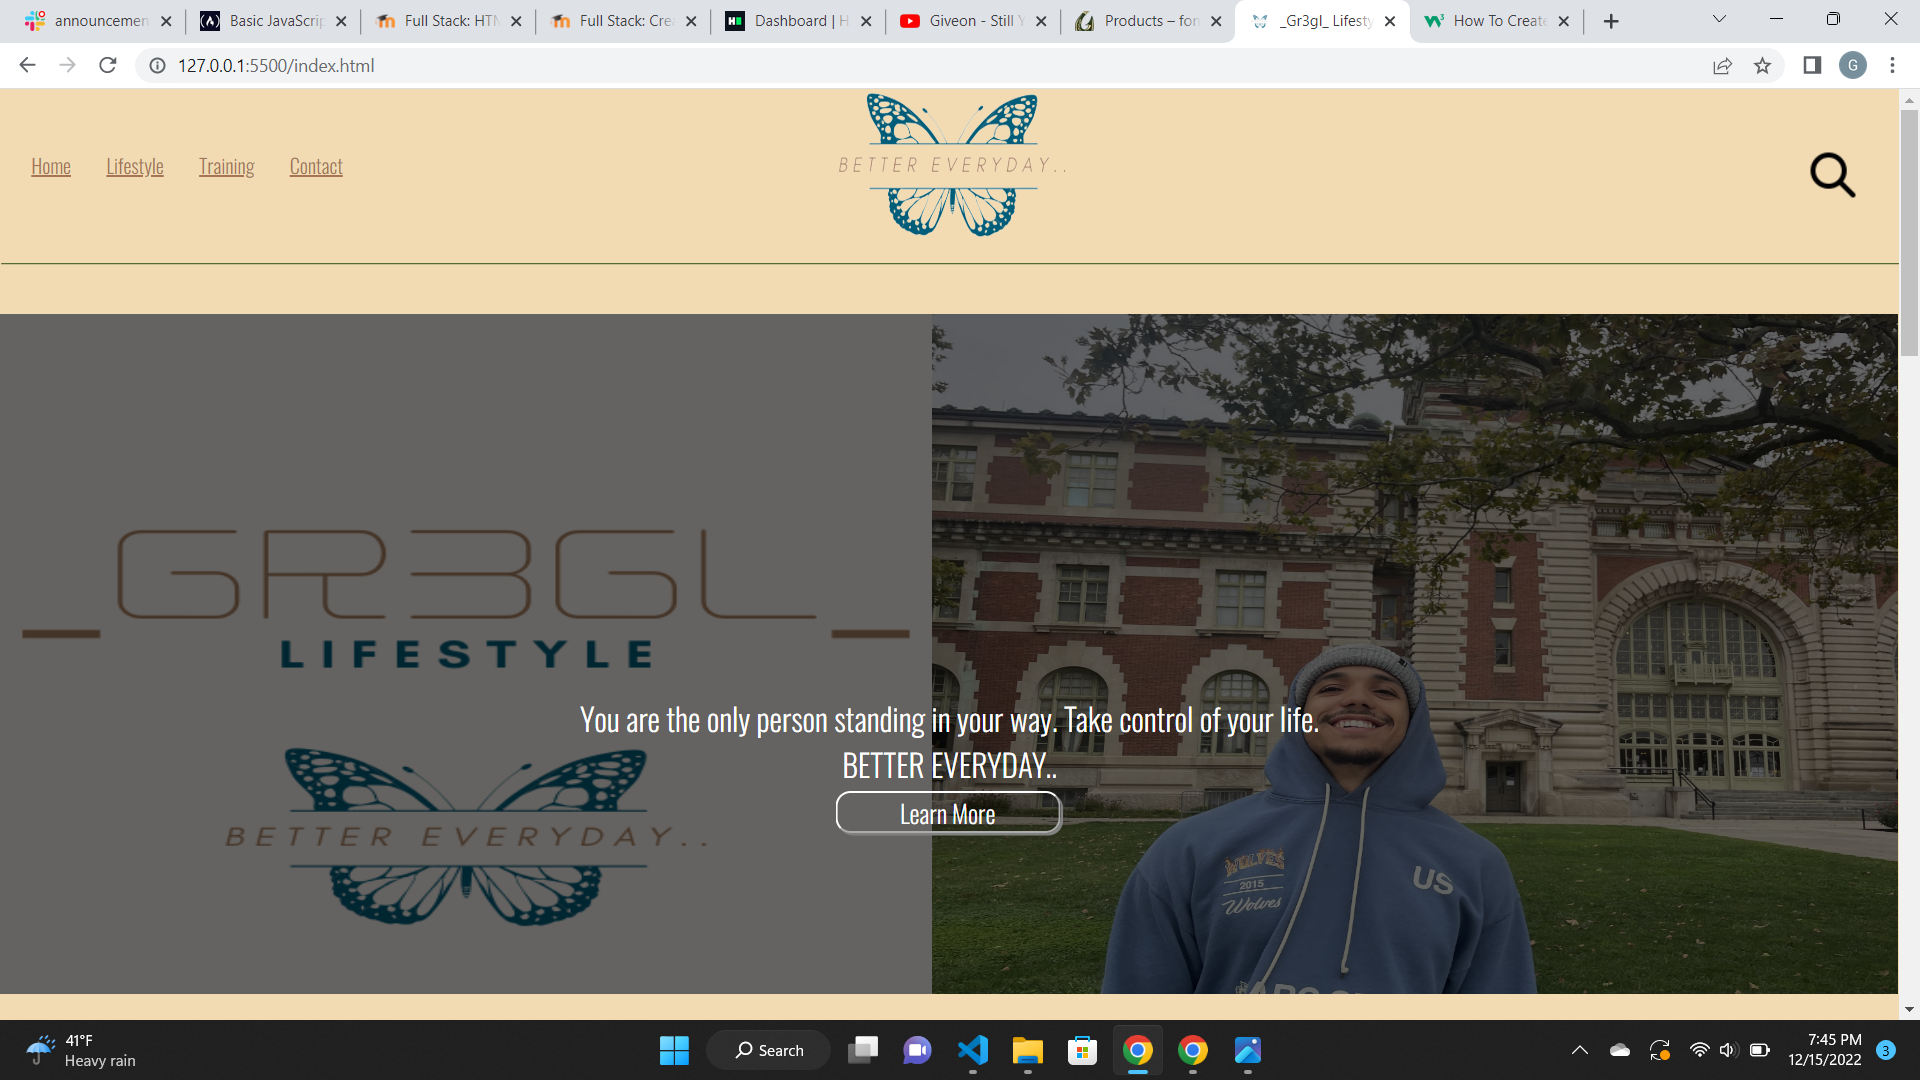 announcemen
Basic JavaScrip
Full Stack: HTM
Full Stack: Crea
Dashboard | H
Giveon - Still Y
Products – fon
_Gr3gl_ Lifesty
How To Create
127.0.0.1:5500/index.html
G
Home
Lifestyle
Training
Contact
BETTER EVERYDAY..
_GR3GL_
LIFESTYLE
You are the only person standing in your way. Take control of your life.
BETTER EVERYDAY..
Learn More
BETTER EVERYDAY..
WOLVES
2015
Wolves
US
41°F
Heavy rain
Search
7:45 PM
12/15/2022
3